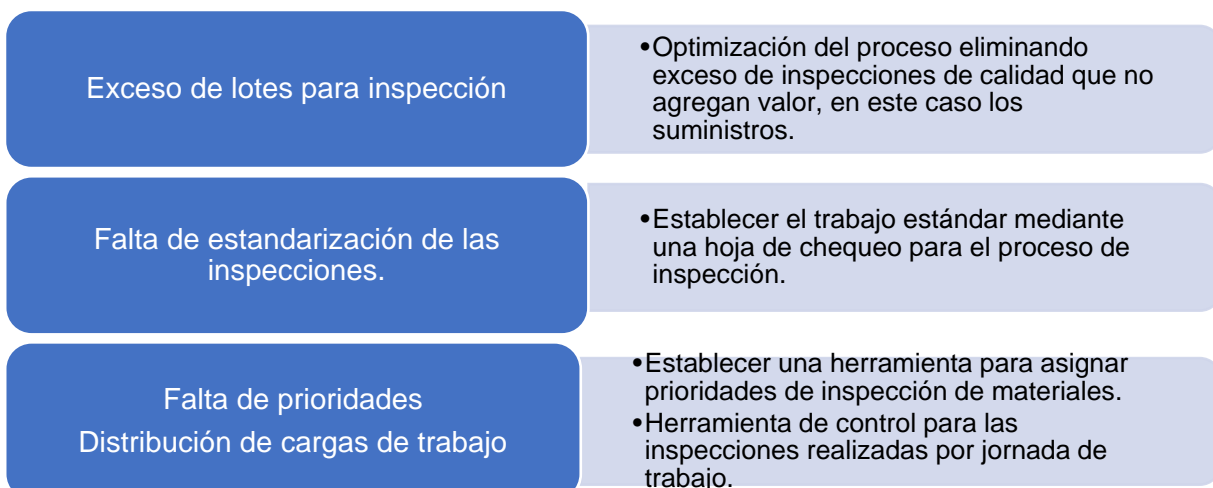 Exceso de lotes para inspección
•Optimización del proceso eliminando
exceso de inspecciones de calidad que no
agregan valor, en este caso los
suministros.
Falta de estandarización de las
inspecciones.
•Establecer el trabajo estándar mediante
una hoja de chequeo para el proceso de
inspección.
Falta de prioridades
Distribución de cargas de trabajo
•Establecer una herramienta para asignar
prioridades de inspección de materiales.
•Herramienta de control para las
inspecciones realizadas por jornada de
trabajo.